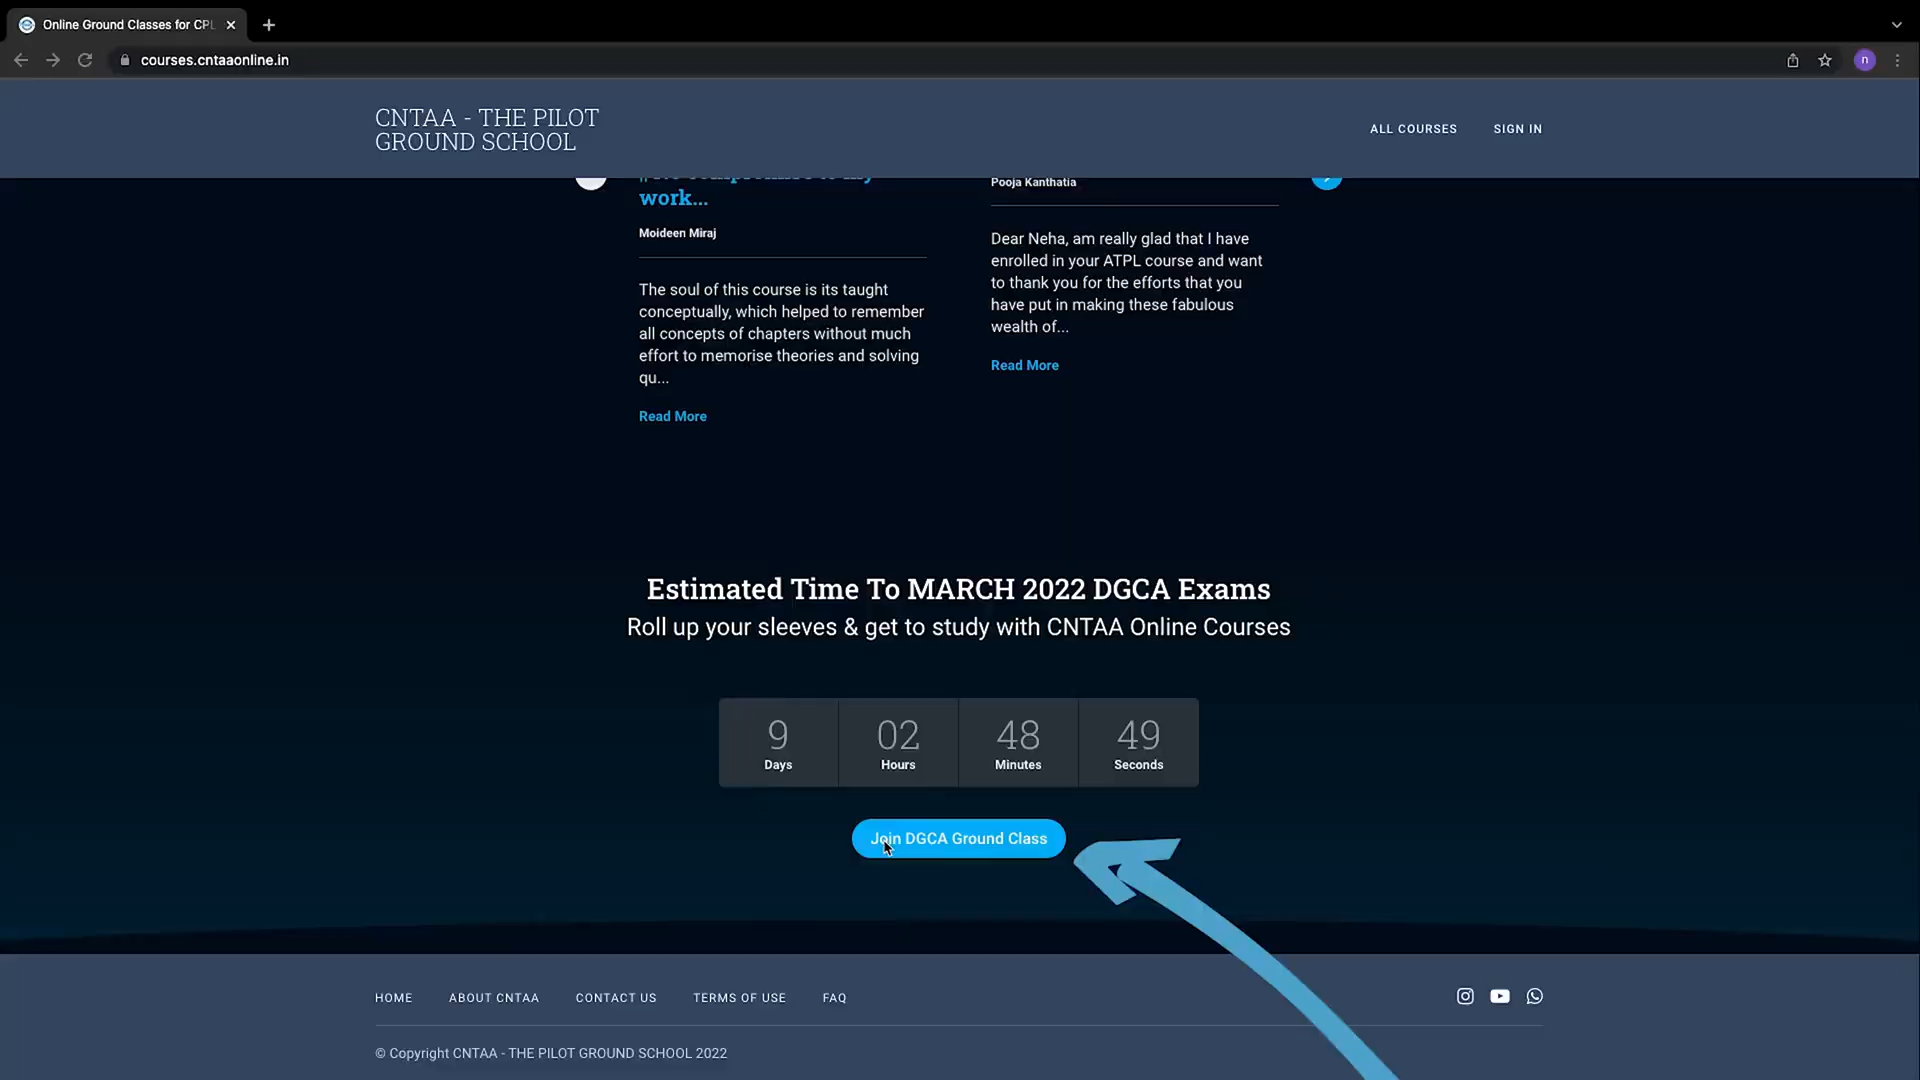 Online Ground Classes for CPL
courses.cntaaonline.in
n
CNTAA - THE PILOT
GROUND SCHOOL
ALL COURSES
SIGN IN
work...
Moideen Miraj
The soul of this course is its taught
conceptually, which helped to remember
all concepts of chapters without much
effort to memorise theories and solving
qu...
Read More
Pooja Kanthatia
Dear Neha, am really glad that I have
enrolled in your ATPL course and want
to thank you for the efforts that you
have put in making these fabulous
wealth of...
Read More
Estimated Time To MARCH 2022 DGCA Exams
Roll up your sleeves & get to study with CNTAA Online Courses
9 02 48 49
Days Hours Minutes Seconds
Join DGCA Ground Class
HOME ABOUT CNTAA CONTACT US TERMS OF USE FAQ
© Copyright CNTAA - THE PILOT GROUND SCHOOL 2022